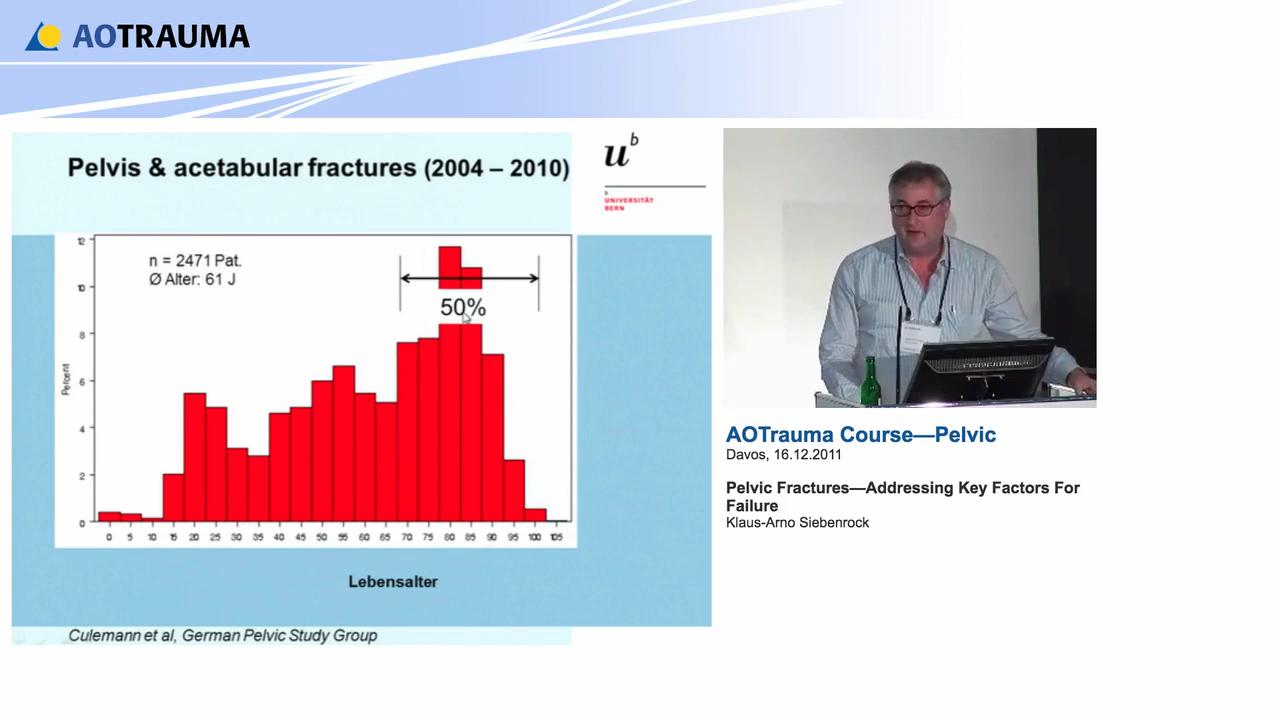 AOTRAUMA
Pelvis & acetabular fractures (2004 – 2010)
u b
b
UNIVERSITÄT
BERN
n = 2471 Pat.
Ø Alter: 61 J
50%
Percent
12
10
8
6
4
2
0
0 5 10 15 20 25 30 35 40 45 50 55 60 65 70 75 80 85 90 95 100 105
Lebensalter
Culemann et al, German Pelvic Study Group
AOTrauma Course—Pelvic
Davos, 16.12.2011
Pelvic Fractures—Addressing Key Factors For
Failure
Klaus-Arno Siebenrock